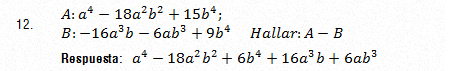 A: a⁴ − 18a²b² + 15b⁴;
12. B: −16a³b − 6ab³ + 9b⁴ Hallar: A − B
Respuesta: a⁴ − 18a²b² + 6b⁴ + 16a³b + 6ab³